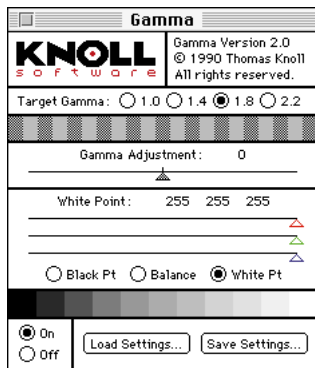 Gamma
KNOLL
software
Gamma Version 2.0
© 1990 Thomas Knoll
All rights reserved.
Target Gamma: 1.0 1.4 1.8 2.2
Gamma Adjustment: 0
White Point: 255 255 255
Black Pt Balance White Pt
On
Off
Load Settings... Save Settings...